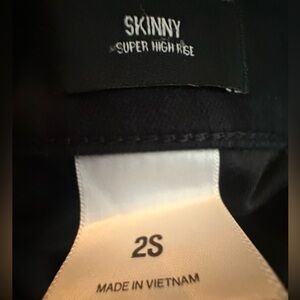 SKINNY
SUPER HIGH RISE
2S
MADE IN VIETNAM